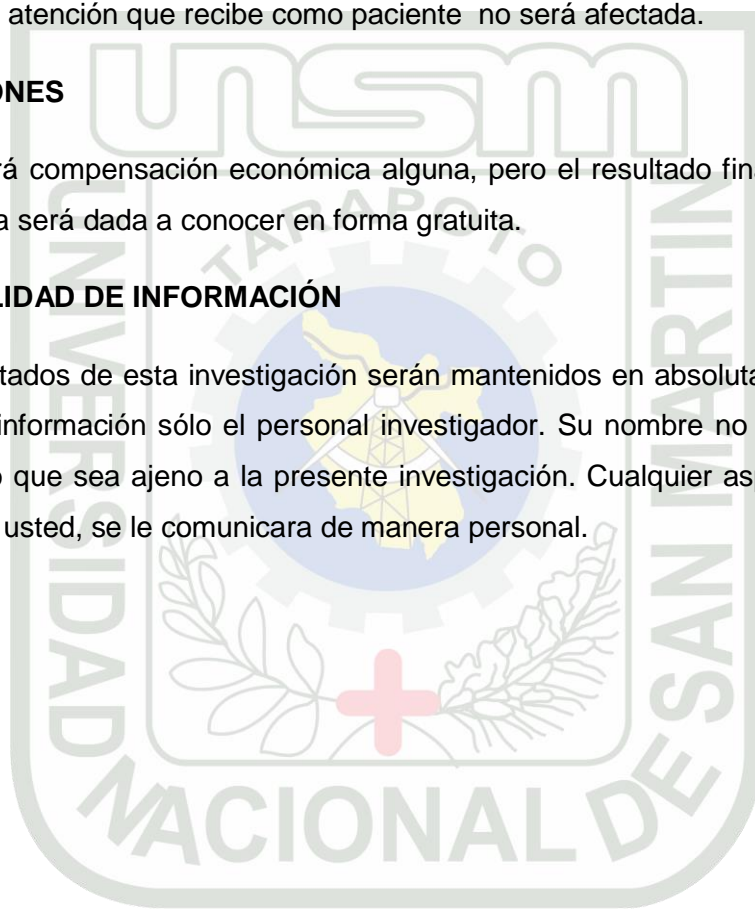 atención que recibe como paciente no será afectada.
ONES
rá compensación económica alguna, pero el resultado fin
a será dada a conocer en forma gratuita.
LIDAD DE INFORMACIÓN
tados de esta investigación serán mantenidos en absoluta
información sólo el personal investigador. Su nombre no
o que sea ajeno a la presente investigación. Cualquier as
usted, se le comunicara de manera personal.
unsm
TARAPOTO
UNIVERSIDAD
NACIONAL DE
SAN MARTIN